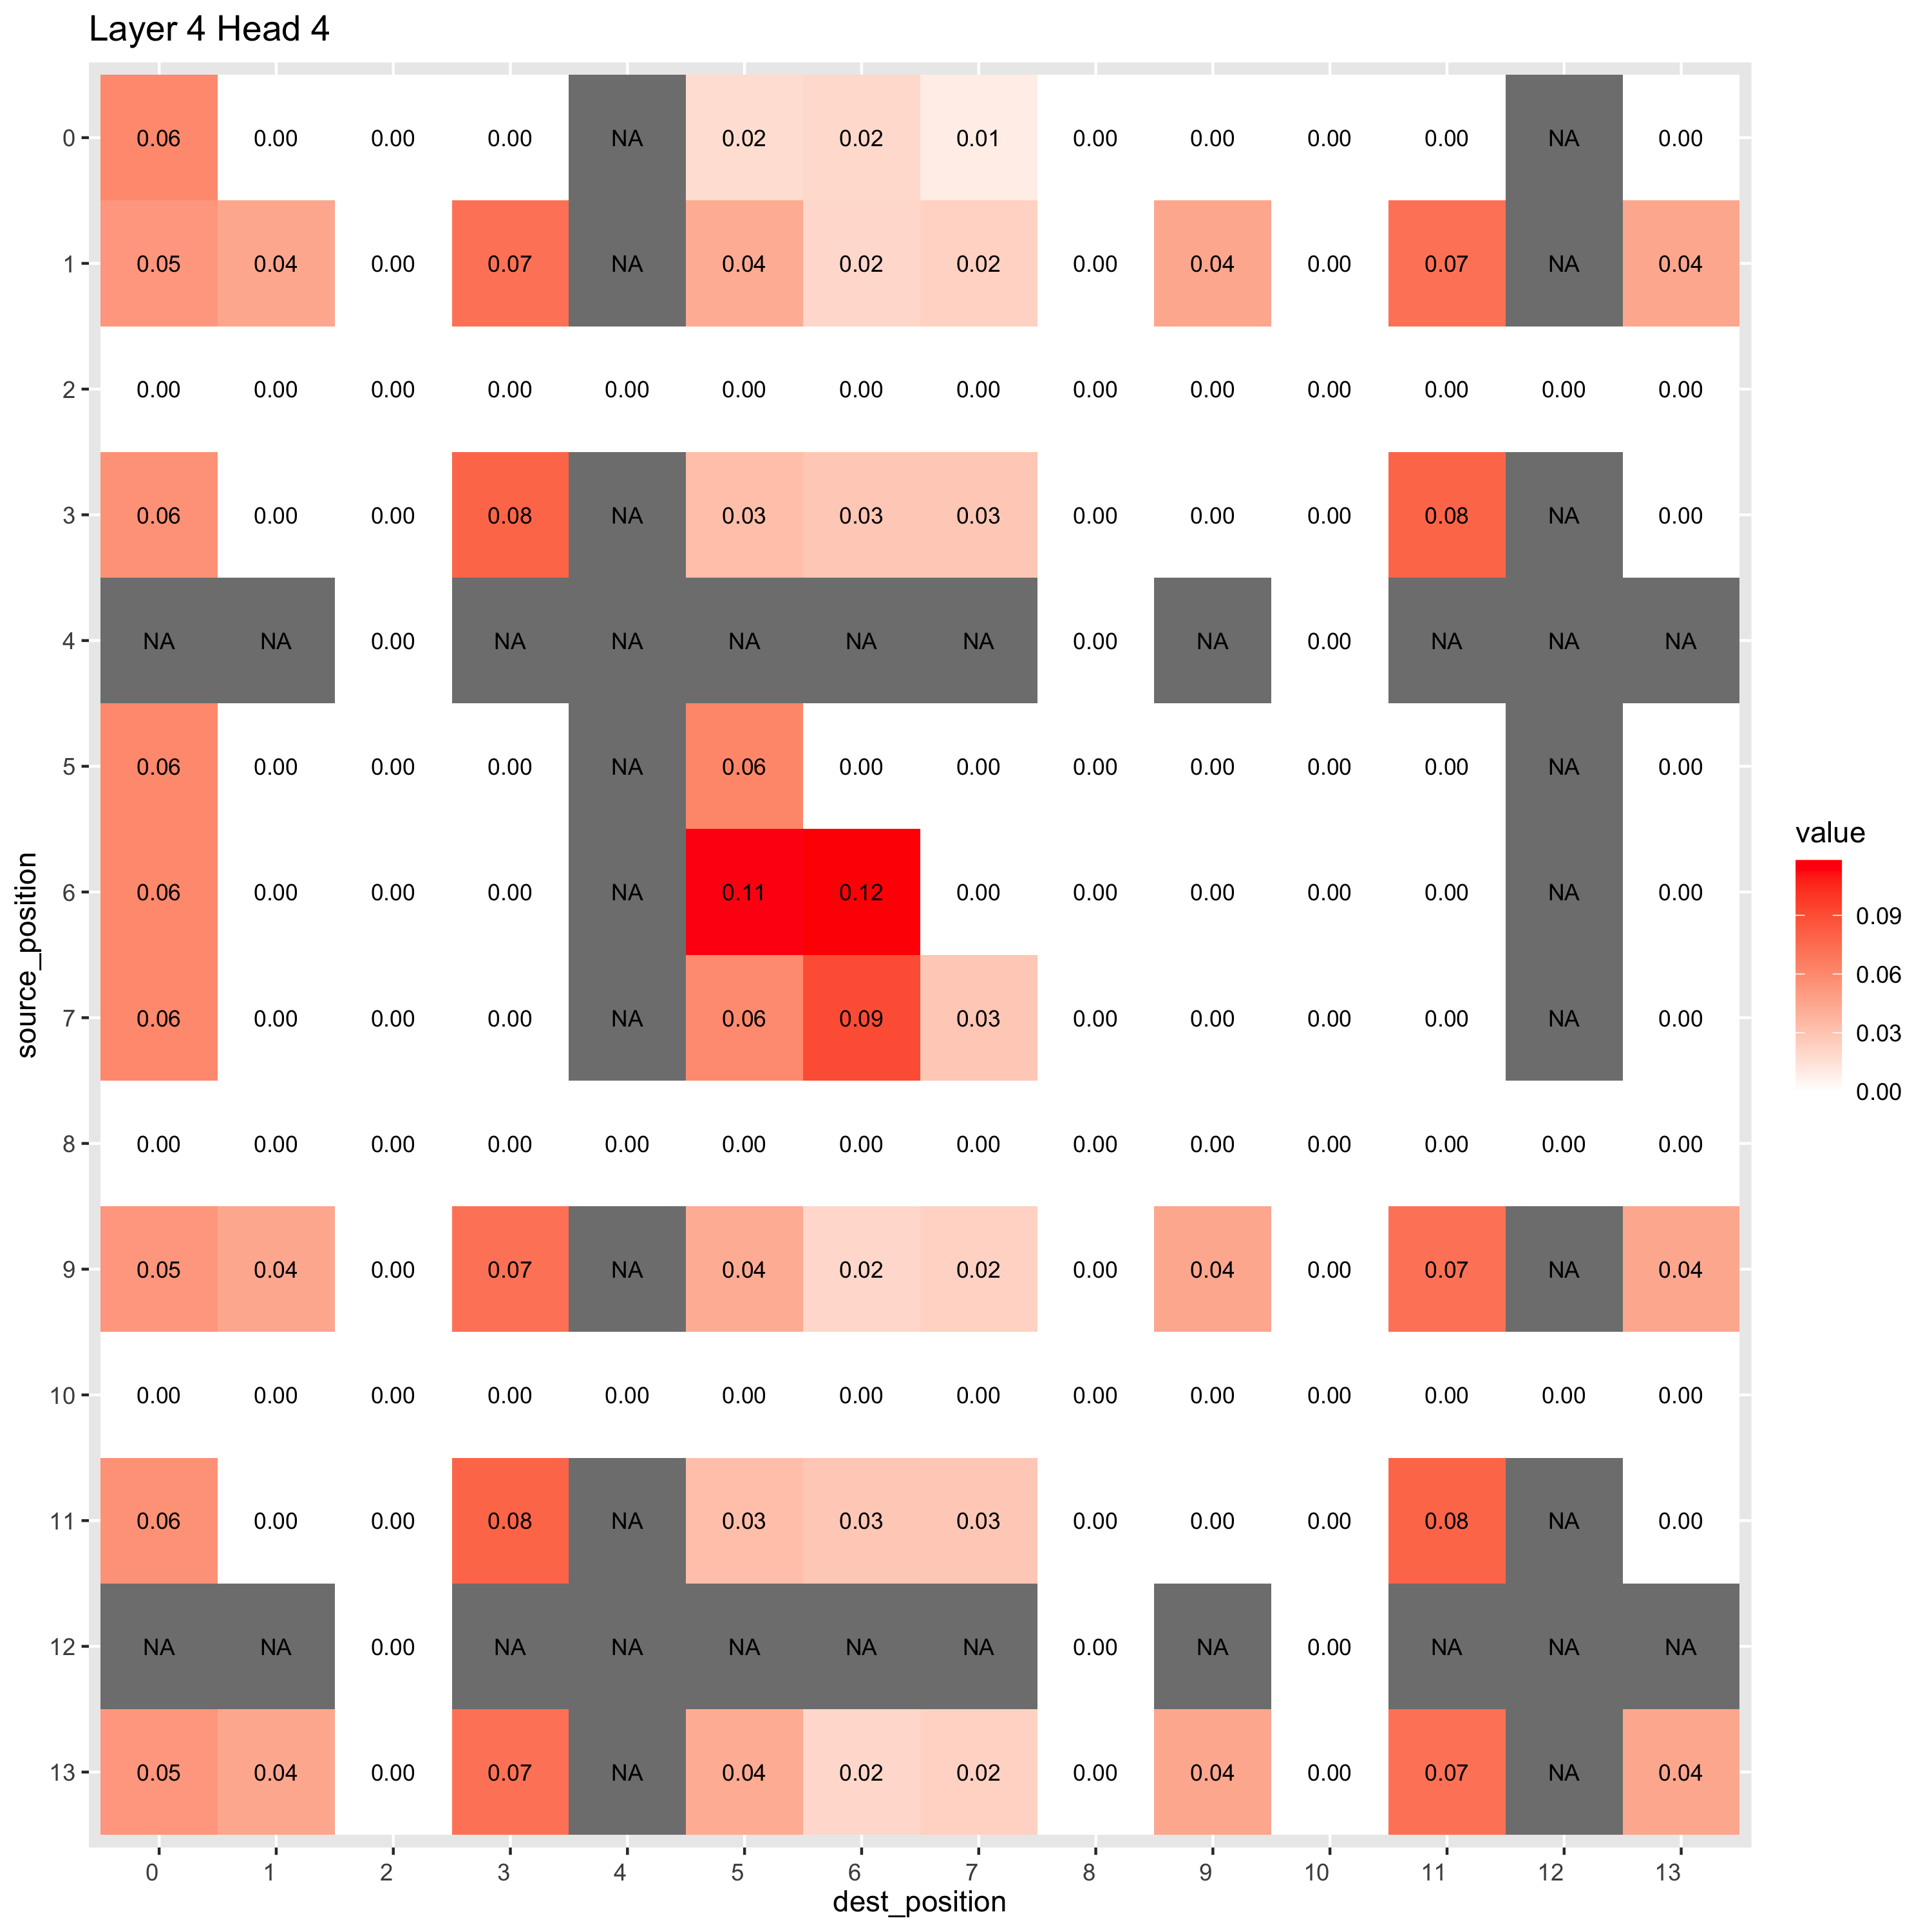 Layer 4 Head 4
0 0.06 0.00 0.00 0.00 NA 0.02 0.02 0.01 0.00 0.00 0.00 0.00 NA 0.00
1 0.05 0.04 0.00 0.07 NA 0.04 0.02 0.02 0.00 0.04 0.00 0.07 NA 0.04
2 0.00 0.00 0.00 0.00 0.00 0.00 0.00 0.00 0.00 0.00 0.00 0.00 0.00 0.00
3 0.06 0.00 0.00 0.08 NA 0.03 0.03 0.03 0.00 0.00 0.00 0.08 NA 0.00
4 NA NA 0.00 NA NA NA NA NA 0.00 NA 0.00 NA NA NA
5 0.06 0.00 0.00 0.00 NA 0.06 0.00 0.00 0.00 0.00 0.00 0.00 NA 0.00
6 0.06 0.00 0.00 0.00 NA 0.11 0.12 0.00 0.00 0.00 0.00 0.00 NA 0.00
7 0.06 0.00 0.00 0.00 NA 0.06 0.09 0.03 0.00 0.00 0.00 0.00 NA 0.00
8 0.00 0.00 0.00 0.00 0.00 0.00 0.00 0.00 0.00 0.00 0.00 0.00 0.00 0.00
9 0.05 0.04 0.00 0.07 NA 0.04 0.02 0.02 0.00 0.04 0.00 0.07 NA 0.04
10 0.00 0.00 0.00 0.00 0.00 0.00 0.00 0.00 0.00 0.00 0.00 0.00 0.00 0.00
11 0.06 0.00 0.00 0.08 NA 0.03 0.03 0.03 0.00 0.00 0.00 0.08 NA 0.00
12 NA NA 0.00 NA NA NA NA NA 0.00 NA 0.00 NA NA NA
13 0.05 0.04 0.00 0.07 NA 0.04 0.02 0.02 0.00 0.04 0.00 0.07 NA 0.04
0 1 2 3 4 5 6 7 8 9 10 11 12 13
dest_position
source_position
value
0.09
0.06
0.03
0.00